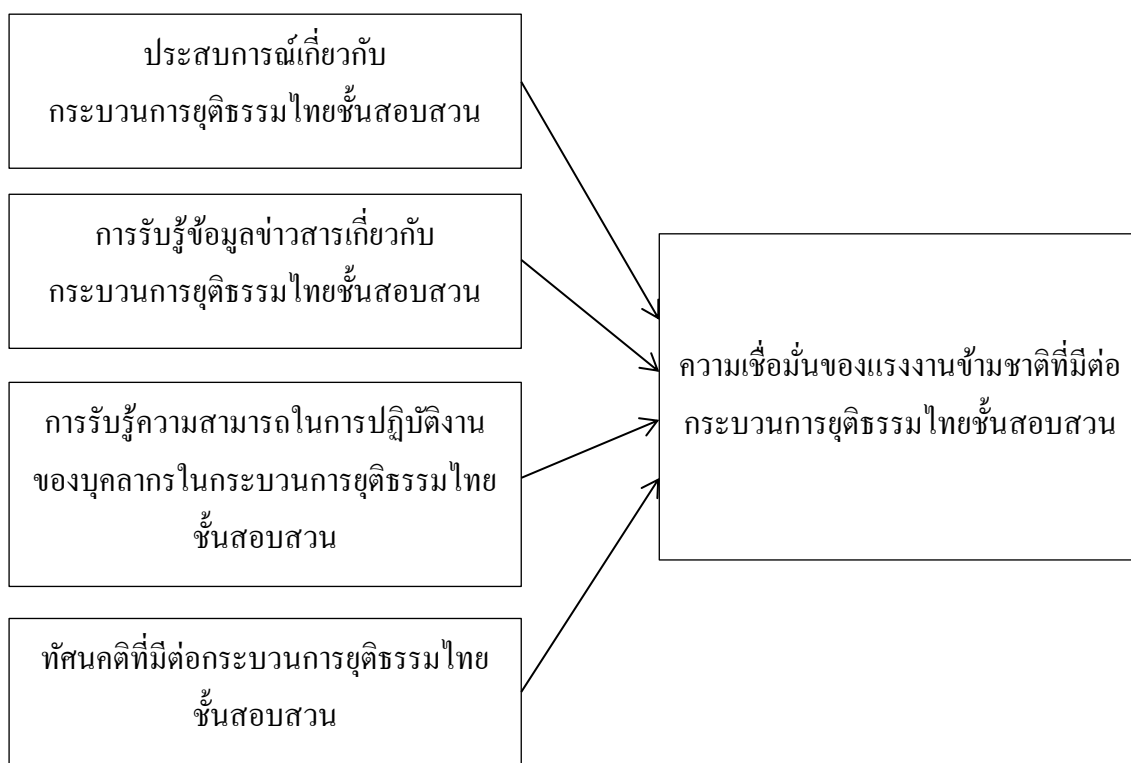 ประสบการณ์เกี่ยวกับ
กระบวนการยุติธรรมไทยชั้นสอบสวน
การรับรู้ข้อมูลข่าวสารเกี่ยวกับ
กระบวนการยุติธรรมไทยชั้นสอบสวน
การรับรู้ความสามารถในการปฏิบัติงาน
ของบุคลากรในกระบวนการยุติธรรมไทย
ชั้นสอบสวน
ทัศนคติที่มีต่อกระบวนการยุติธรรมไทย
ชั้นสอบสวน
ความเชื่อมั่นของแรงงานข้ามชาติที่มีต่อ
กระบวนการยุติธรรมไทยชั้นสอบสวน